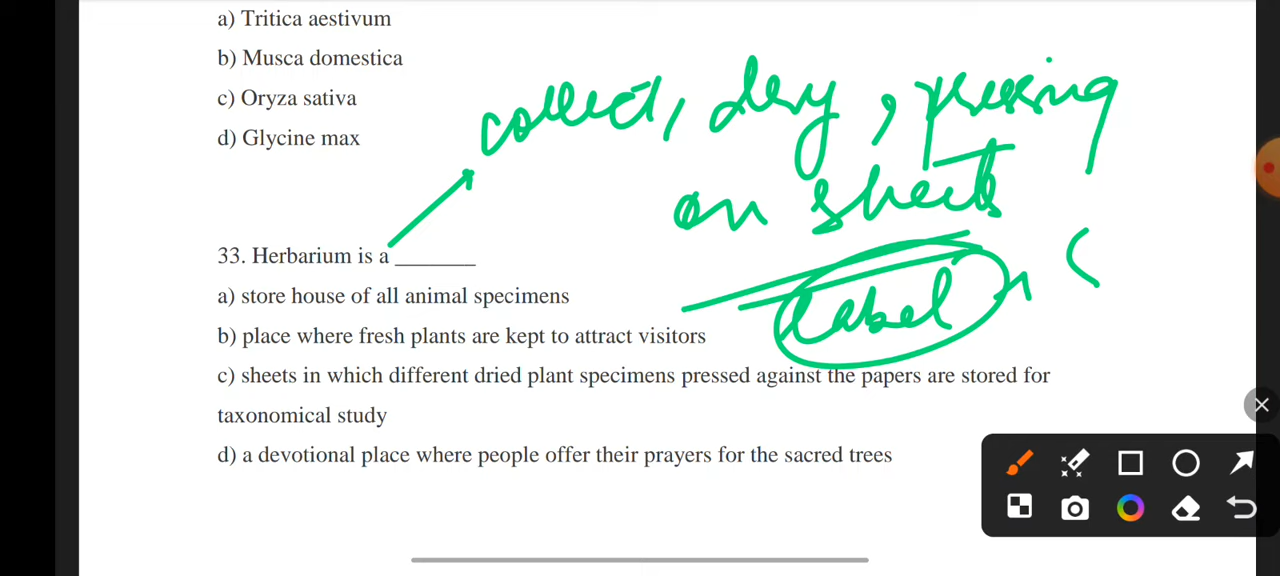 a) Tritica aestivum
b) Musca domestica
c) Oryza sativa
d) Glycine max
collect, dry, pressing
on sheets
label
33. Herbarium is a _______
a) store house of all animal specimens
b) place where fresh plants are kept to attract visitors
c) sheets in which different dried plant specimens pressed against the papers are stored for
taxonomical study
d) a devotional place where people offer their prayers for the sacred trees